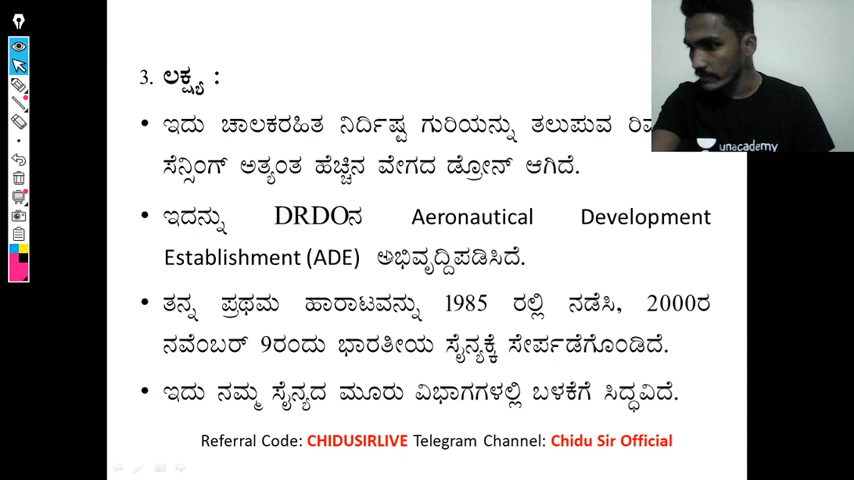 3. ಲಕ್ಷ್ಯ :
• ಇದು ಚಾಲಕರಹಿತ ನಿರ್ದಿಷ್ಟ ಗುರಿಯನ್ನು ತಲುಪುವ
ಸೆನ್ಸಿಂಗ್ ಅತ್ಯಂತ ಹೆಚ್ಚಿನ ವೇಗದ ಡ್ರೋನ್ ಆಗಿದೆ.
unacademy
• ಇದನ್ನು DRDOನ Aeronautical Development
Establishment (ADE) ಅಭಿವೃದ್ದಿಪಡಿಸಿದೆ.
• ತನ್ನ ಪ್ರಥಮ ಹಾರಾಟವನ್ನು 1985 ರಲ್ಲಿ ನಡೆಸಿ, 2000ರ
ನವೆಂಬರ್ 9ರಂದು ಭಾರತೀಯ ಸೈನ್ಯಕ್ಕೆ ಸೇರ್ಪಡೆಗೊಂಡಿದೆ.
• ಇದು ನಮ್ಮ ಸೈನ್ಯದ ಮೂರು ವಿಭಾಗಗಳಲ್ಲಿ ಬಳಕೆಗೆ ಸಿದ್ಧವಿದೆ.
Referral Code: CHIDUSIRLIVE Telegram Channel: Chidu Sir Official